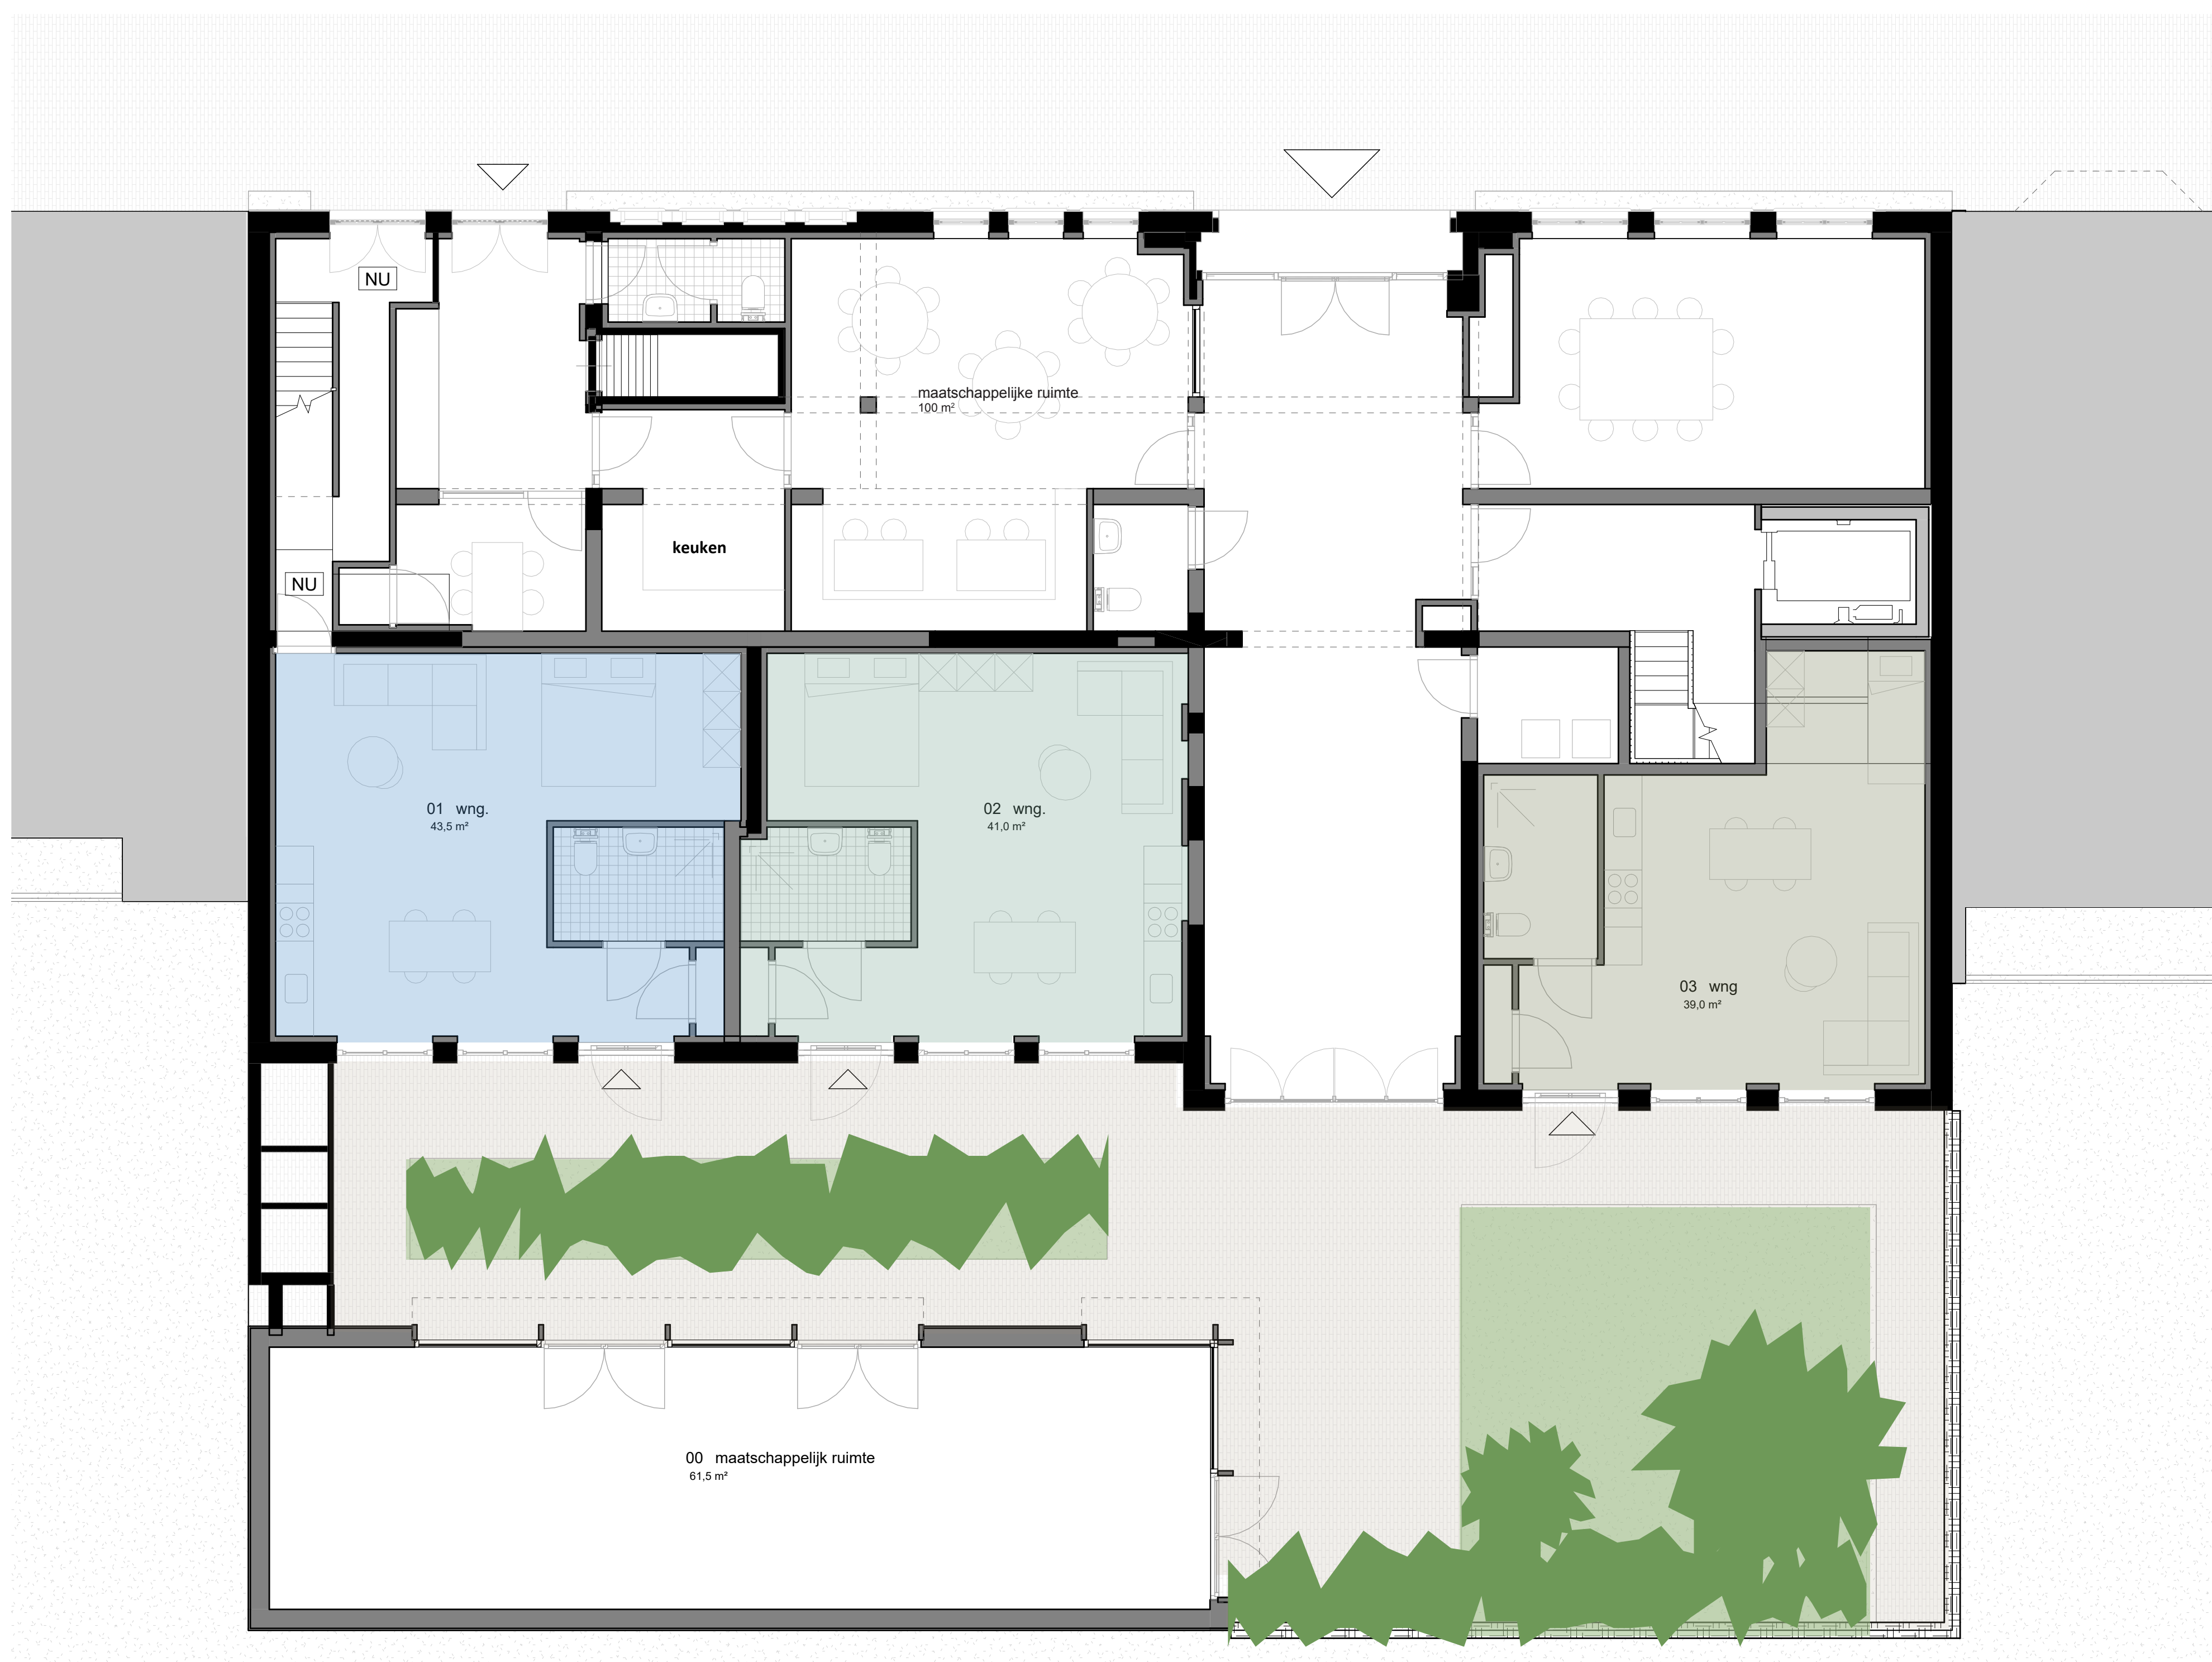 NU
maatschappelijke ruimte
100 m²
keuken
NU
01 wng.
43,5 m²
02 wng.
41,0 m²
03 wng
39,0 m²
00 maatschappelijk ruimte
61,5 m²